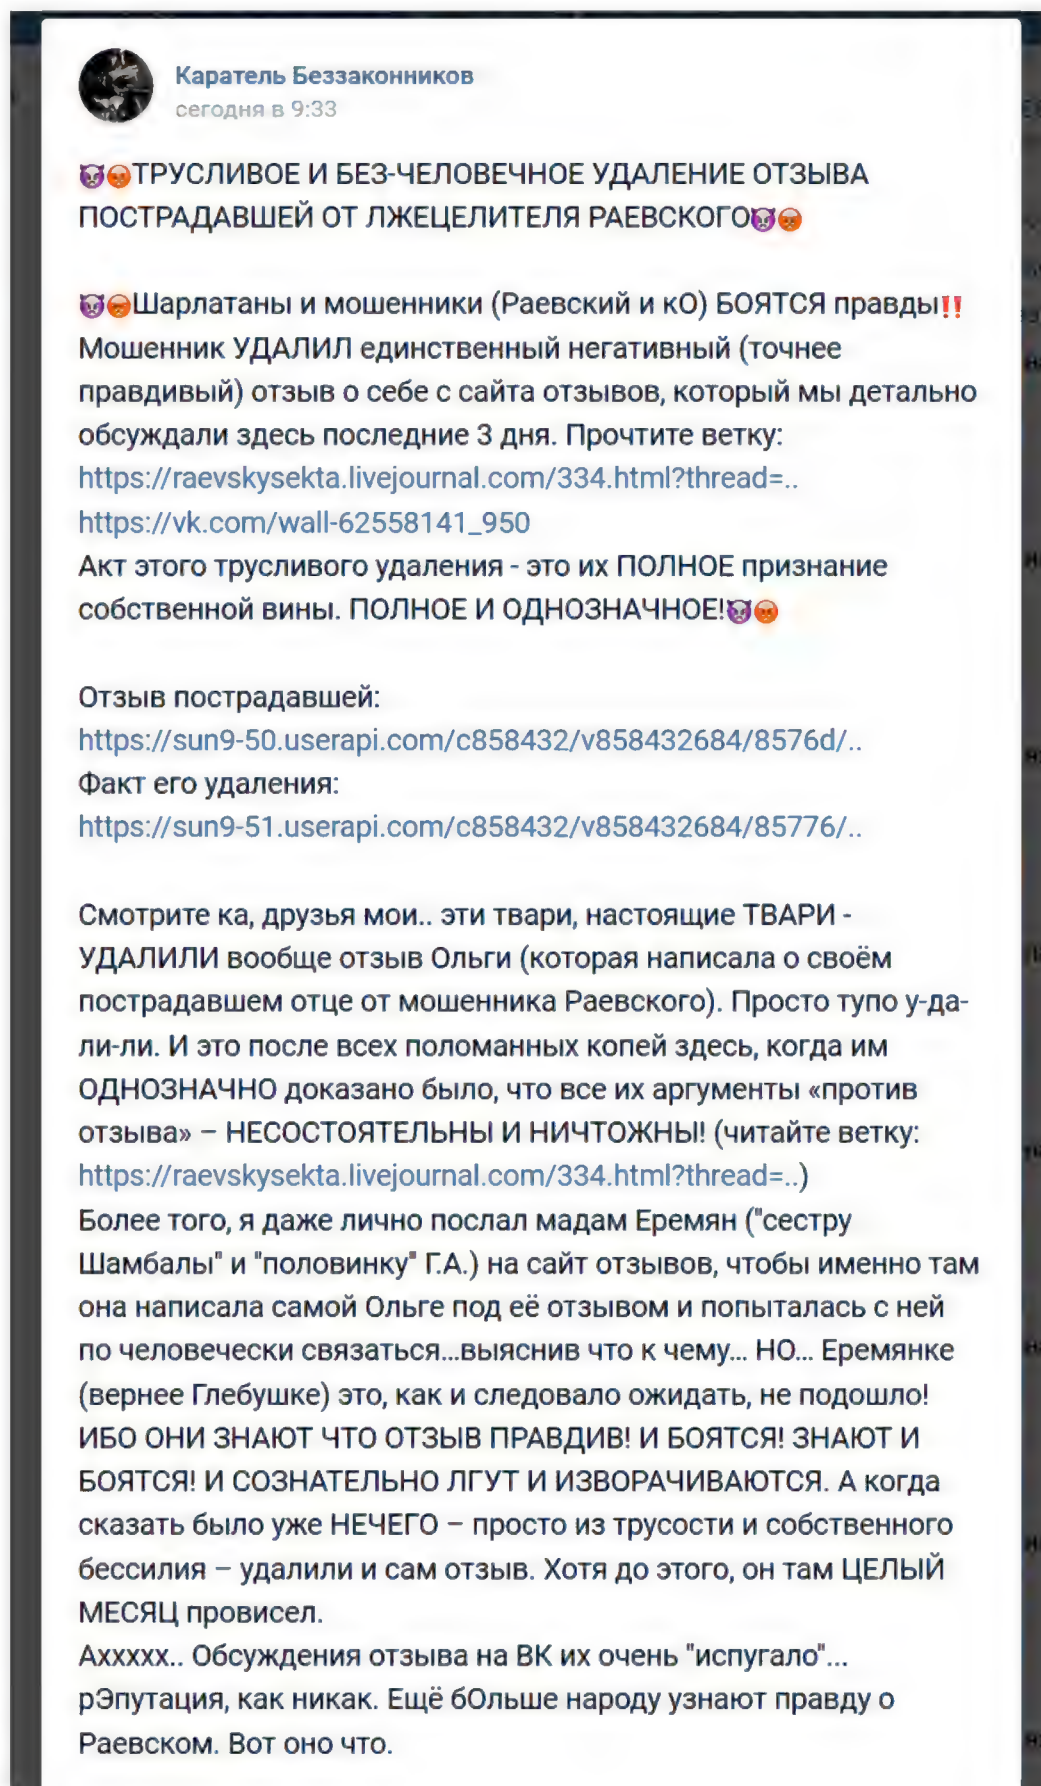 Каратель Беззаконников
сегодня в 9:33
👿😡ТРУСЛИВОЕ И БЕЗ-ЧЕЛОВЕЧНОЕ УДАЛЕНИЕ ОТЗЫВА
ПОСТРАДАВШЕЙ ОТ ЛЖЕЦЕЛИТЕЛЯ РАЕВСКОГО👿😡
👿😡Шарлатаны и мошенники (Раевский и кО) БОЯТСЯ правды‼
Мошенник УДАЛИЛ единственный негативный (точнее
правдивый) отзыв о себе с сайта отзывов, который мы детально
обсуждали здесь последние 3 дня. Прочтите ветку:
https://raevskysekta.livejournal.com/334.html?thread=..
https://vk.com/wall-62558141_950
Акт этого трусливого удаления - это их ПОЛНОЕ признание
собственной вины. ПОЛНОЕ И ОДНОЗНАЧНОЕ!👿😡
Отзыв пострадавшей:
https://sun9-50.userapi.com/c858432/v858432684/8576d/..
Факт его удаления:
https://sun9-51.userapi.com/c858432/v858432684/85776/..
Смотрите ка, друзья мои.. эти твари, настоящие ТВАРИ -
УДАЛИЛИ вообще отзыв Ольги (которая написала о своём
пострадавшем отце от мошенника Раевского). Просто тупо у-да-
ли-ли. И это после всех поломанных копей здесь, когда им
ОДНОЗНАЧНО доказано было, что все их аргументы «против
отзыва» – НЕСОСТОЯТЕЛЬНЫ И НИЧТОЖНЫ! (читайте ветку:
https://raevskysekta.livejournal.com/334.html?thread=..)
Более того, я даже лично послал мадам Еремян ("сестру
Шамбалы" и "половинку" Г.А.) на сайт отзывов, чтобы именно там
она написала самой Ольге под её отзывом и попыталась с ней
по человечески связаться...выяснив что к чему... НО... Еремянке
(вернее Глебушке) это, как и следовало ожидать, не подошло!
ИБО ОНИ ЗНАЮТ ЧТО ОТЗЫВ ПРАВДИВ! И БОЯТСЯ! ЗНАЮТ И
БОЯТСЯ! И СОЗНАТЕЛЬНО ЛГУТ И ИЗВОРАЧИВАЮТСЯ. А когда
сказать было уже НЕЧЕГО – просто из трусости и собственного
бессилия – удалили и сам отзыв. Хотя до этого, он там ЦЕЛЫЙ
МЕСЯЦ провисел.
Аххххх.. Обсуждения отзыва на ВК их очень "испугало"...
рЭпутация, как никак. Ещё бОльше народу узнают правду о
Раевском. Вот оно что.